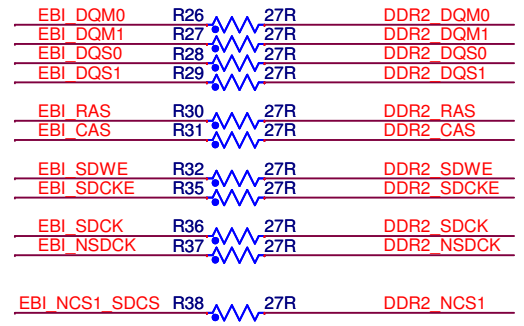 EBI_DQM0 R26 27R DDR2_DQM0
EBI_DQM1 R27 27R DDR2_DQM1
EBI_DQS0 R28 27R DDR2_DQS0
EBI_DQS1 R29 27R DDR2_DQS1
EBI_RAS R30 27R DDR2_RAS
EBI_CAS R31 27R DDR2_CAS
EBI_SDWE R32 27R DDR2_SDWE
EBI_SDCKE R35 27R DDR2_SDCKE
EBI_SDCK R36 27R DDR2_SDCK
EBI_NSDCK R37 27R DDR2_NSDCK
EBI_NCS1_SDCS R38 27R DDR2_NCS1